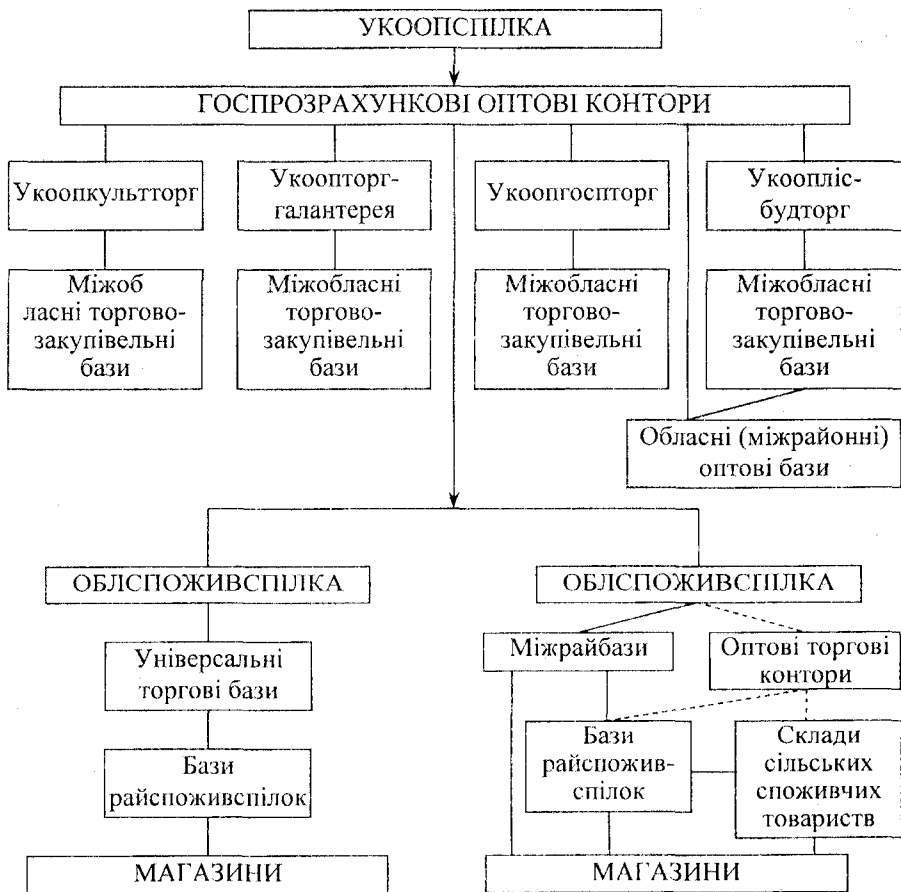 УКООПСПІЛКА
ГОСПРОЗРАХУНКОВІ ОПТОВІ КОНТОРИ
Укоопкультторг
Укоопторг-
галантерея
Укоопгоспторг
Укоопліс-
будторг
Міжоб
ласні торгово-
закупівельні
бази
Міжобласні
торгово-
закупівельні
бази
Міжобласні
торгово-
закупівельні
бази
Міжобласні
торгово-
закупівельні
бази
Обласні (міжрайонні)
оптові бази
ОБЛСПОЖИВСПІЛКА
ОБЛСПОЖИВСПІЛКА
Універсальні
торгові бази
Міжрайбази
Оптові торгові
контори
Бази
райспоживспілок
Бази
райспожив-
спілок
Склади
сільських
споживчих
товариств
МАГАЗИНИ
МАГАЗИНИ